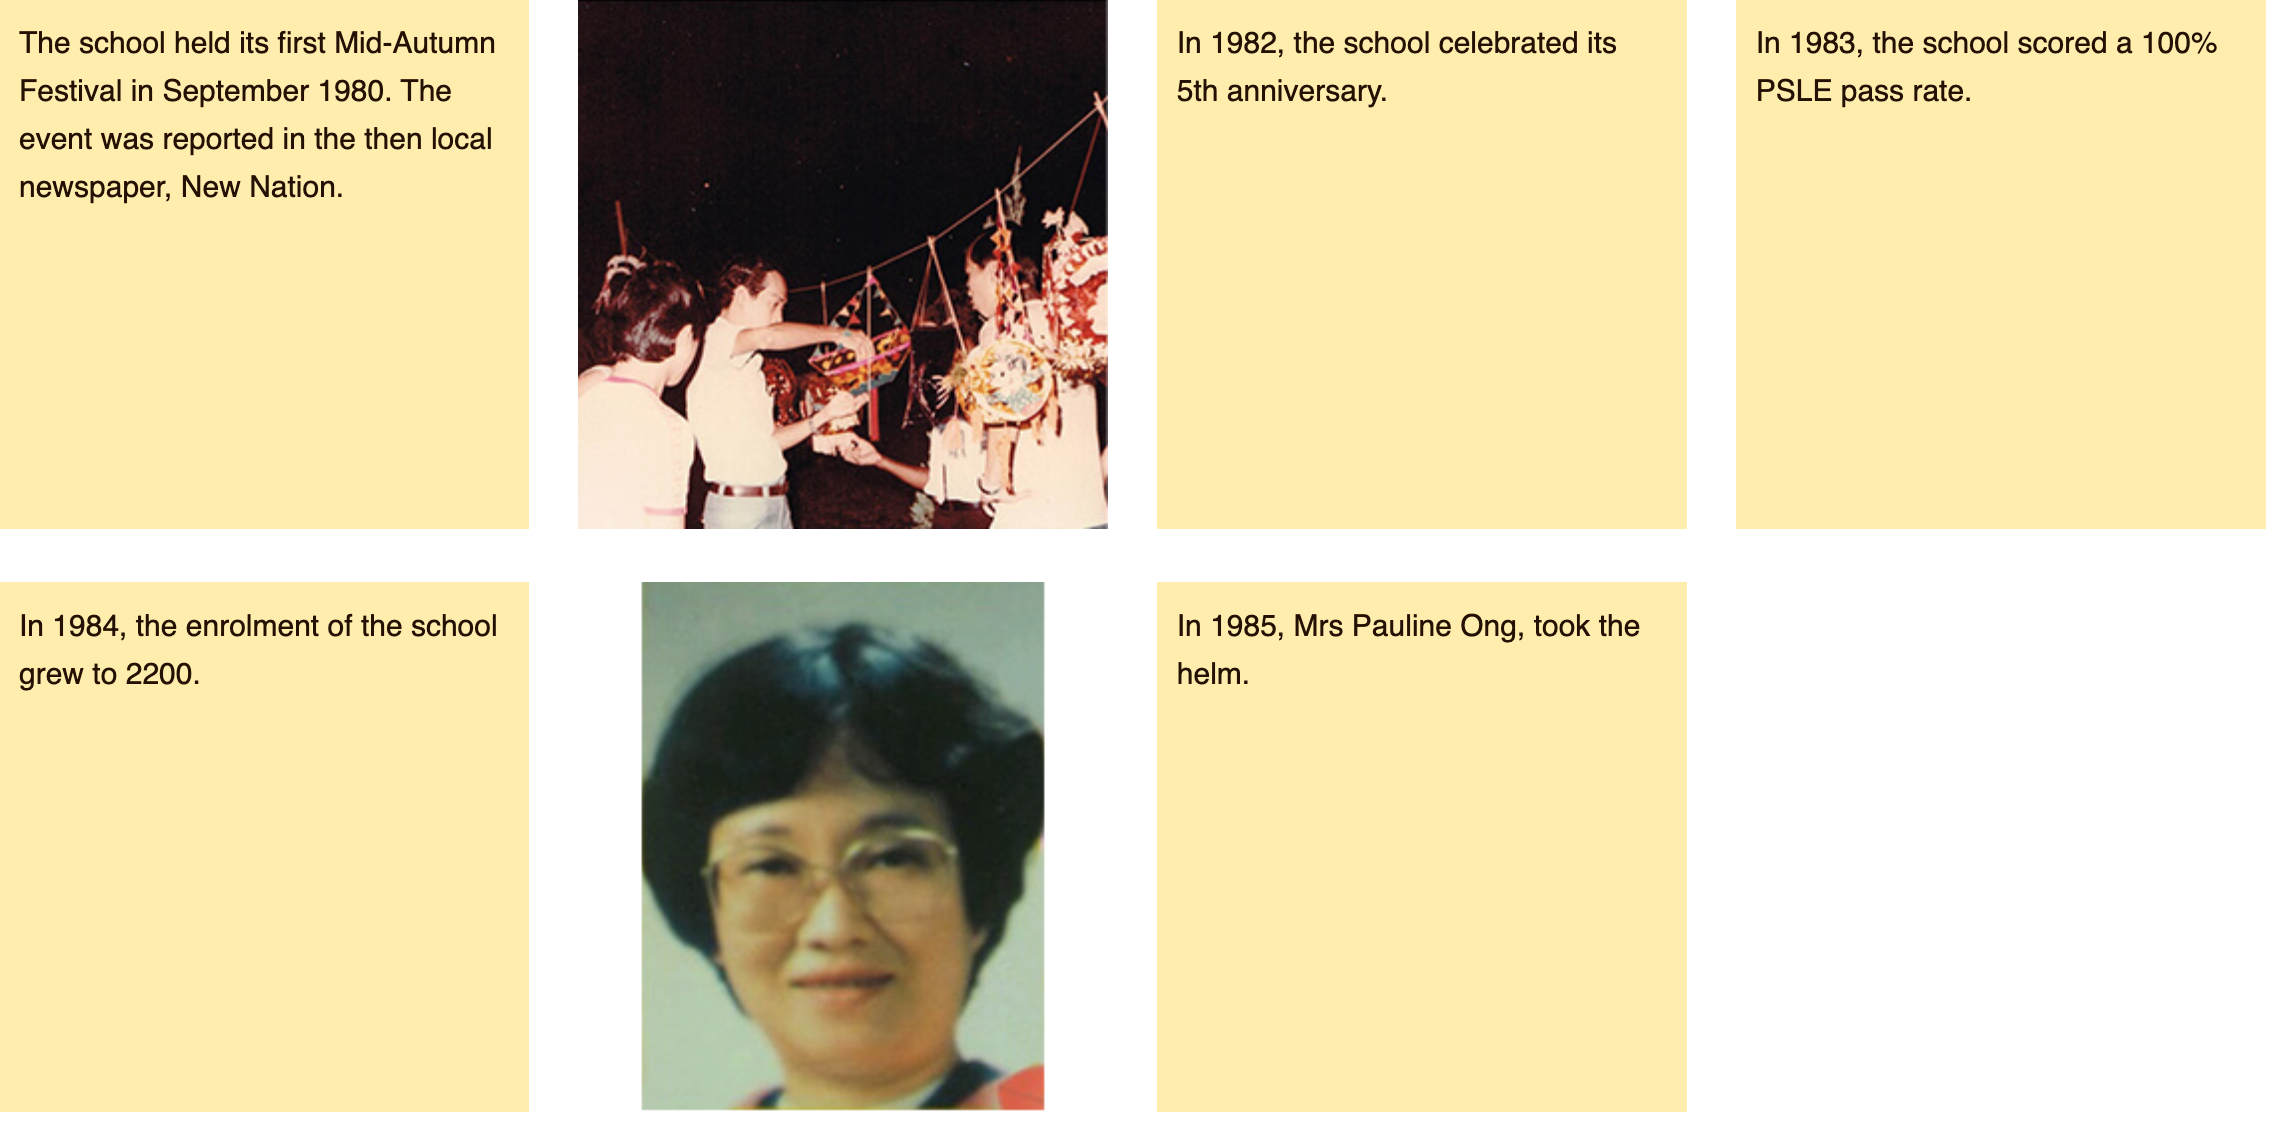 The school held its first Mid-Autumn
Festival in September 1980. The
event was reported in the then local
newspaper, New Nation.
In 1982, the school celebrated its
5th anniversary.
In 1983, the school scored a 100%
PSLE pass rate.
In 1984, the enrolment of the school
grew to 2200.
In 1985, Mrs Pauline Ong, took the
helm.